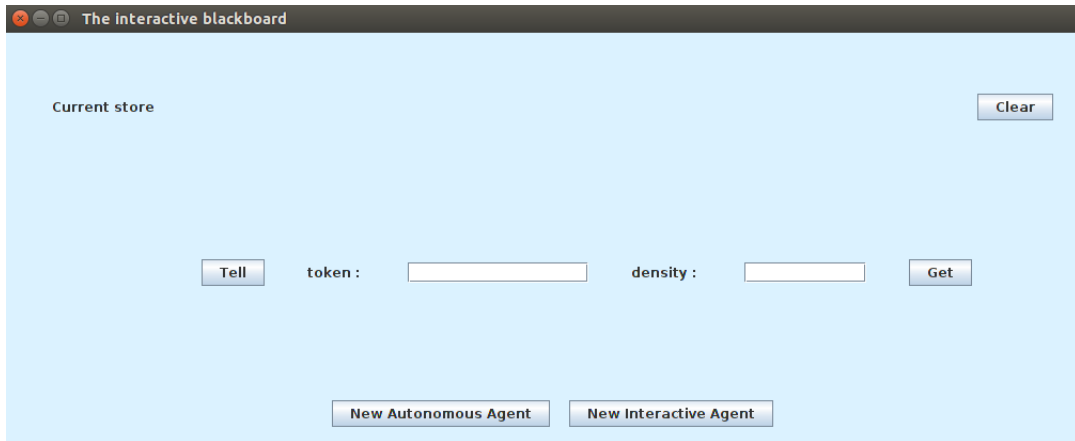 The interactive blackboard
Current store Clear
Tell token : density : Get
New Autonomous Agent New Interactive Agent